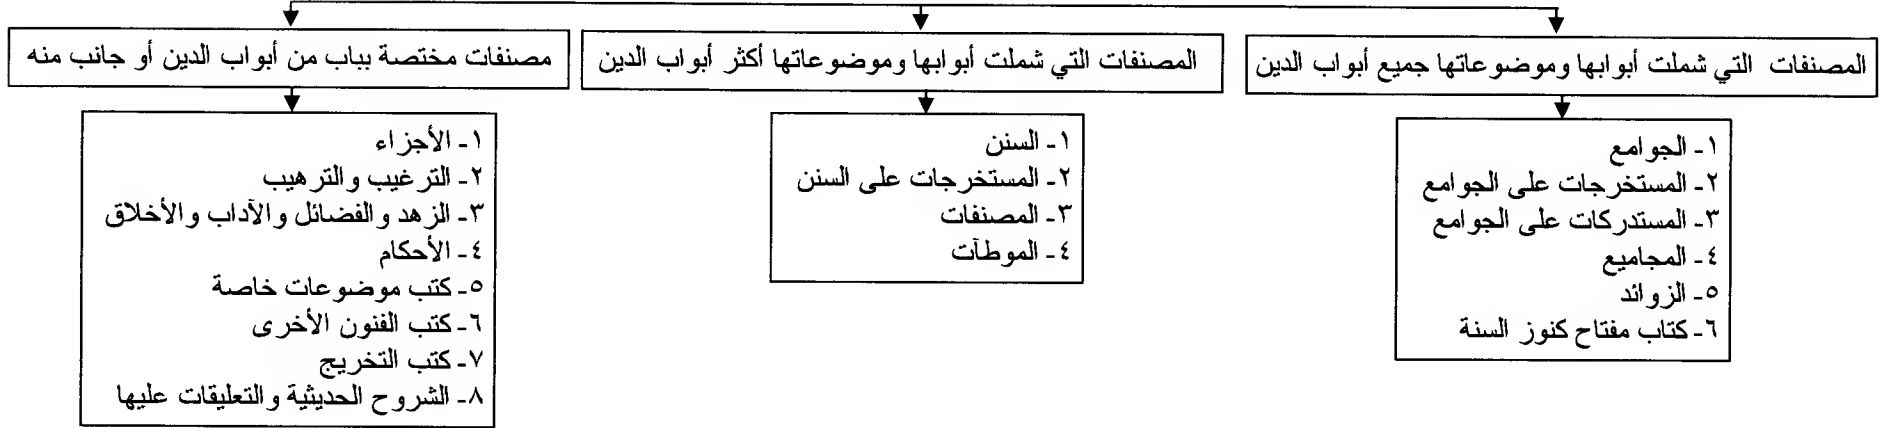 المصنفات التي شملت أبوابها وموضوعاتها جميع أبواب الدين
١- الجوامع
٢- المستخرجات على الجوامع
٣- المستدركات على الجوامع
٤- المجاميع
٥- الزوائد
٦- كتاب مفتاح كنوز السنة
المصنفات التي شملت أبوابها وموضوعاتها أكثر أبواب الدين
١- السنن
٢- المستخرجات على السنن
٣- المصنفات
٤- الموطآت
مصنفات مختصة بباب من أبواب الدين أو جانب منه
١- الأجزاء
٢- الترغيب والترهيب
٣- الزهد والفضائل والآداب والأخلاق
٤- الأحكام
٥- كتب موضوعات خاصة
٦- كتب الفنون الأخرى
٧- كتب التخريج
٨- الشروح الحديثية والتعليقات عليها